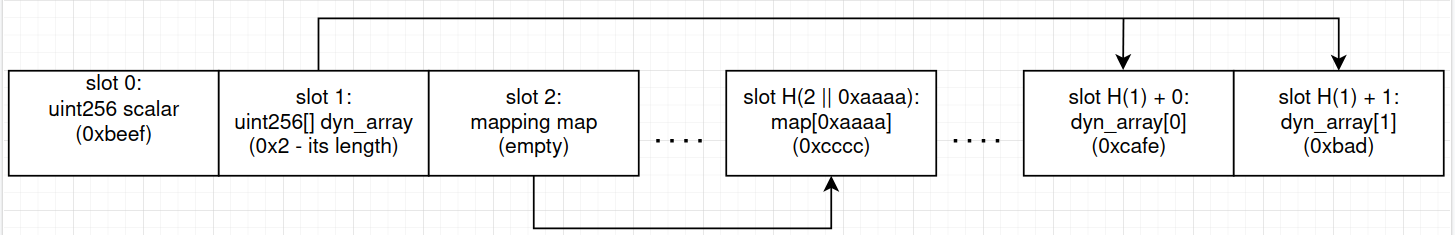 slot 0:
uint256 scalar
(0xbeef)
slot 1:
uint256[] dyn_array
(0x2 - its length)
slot 2:
mapping map
(empty)
....
slot H(2 || 0xaaaa):
map[0xaaaa]
(0xcccc)
....
slot H(1) + 0:
dyn_array[0]
(0xcafe)
slot H(1) + 1:
dyn_array[1]
(0xbad)